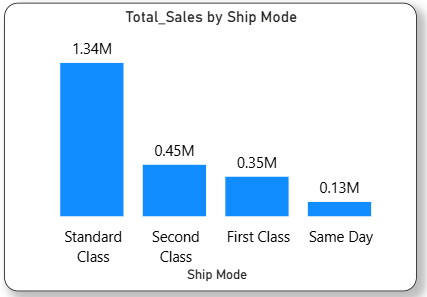 Total_Sales by Ship Mode
1.34M
0.45M
0.35M
0.13M
Standard Class
Second Class
First Class
Same Day
Ship Mode